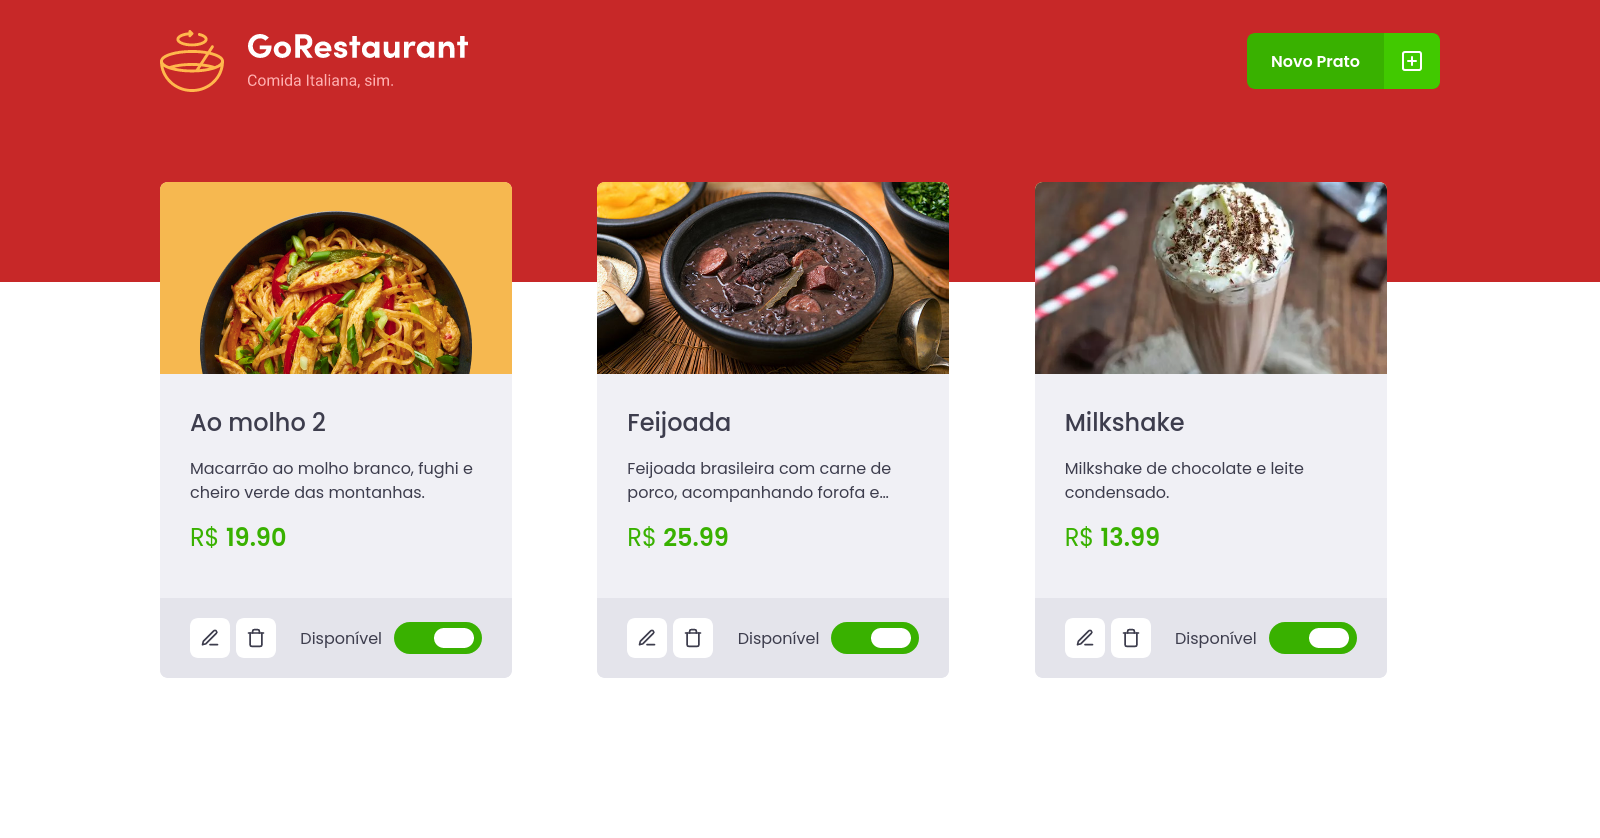 GoRestaurant
Comida Italiana, sim.
Novo Prato
Ao molho 2
Macarrão ao molho branco, fughi e
cheiro verde das montanhas.
R$ 19.90
Disponível
Feijoada
Feijoada brasileira com carne de
porco, acompanhando forofa e...
R$ 25.99
Disponível
Milkshake
Milkshake de chocolate e leite
condensado.
R$ 13.99
Disponível